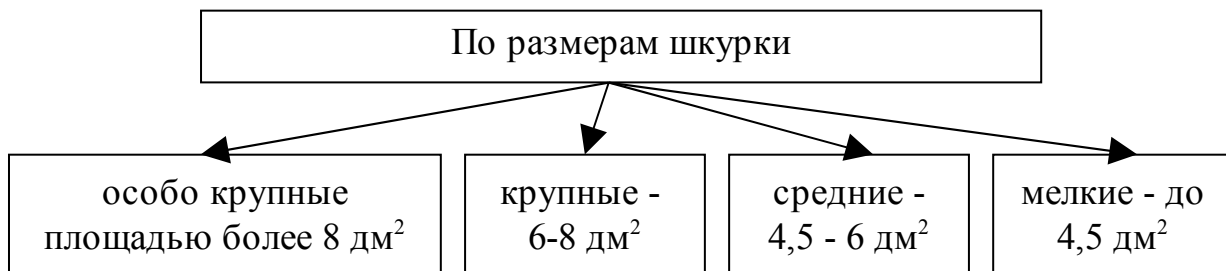 По размерам шкурки
особо крупные
площадью более 8 дм²
крупные -
6-8 дм²
средние -
4,5 - 6 дм²
мелкие - до
4,5 дм²